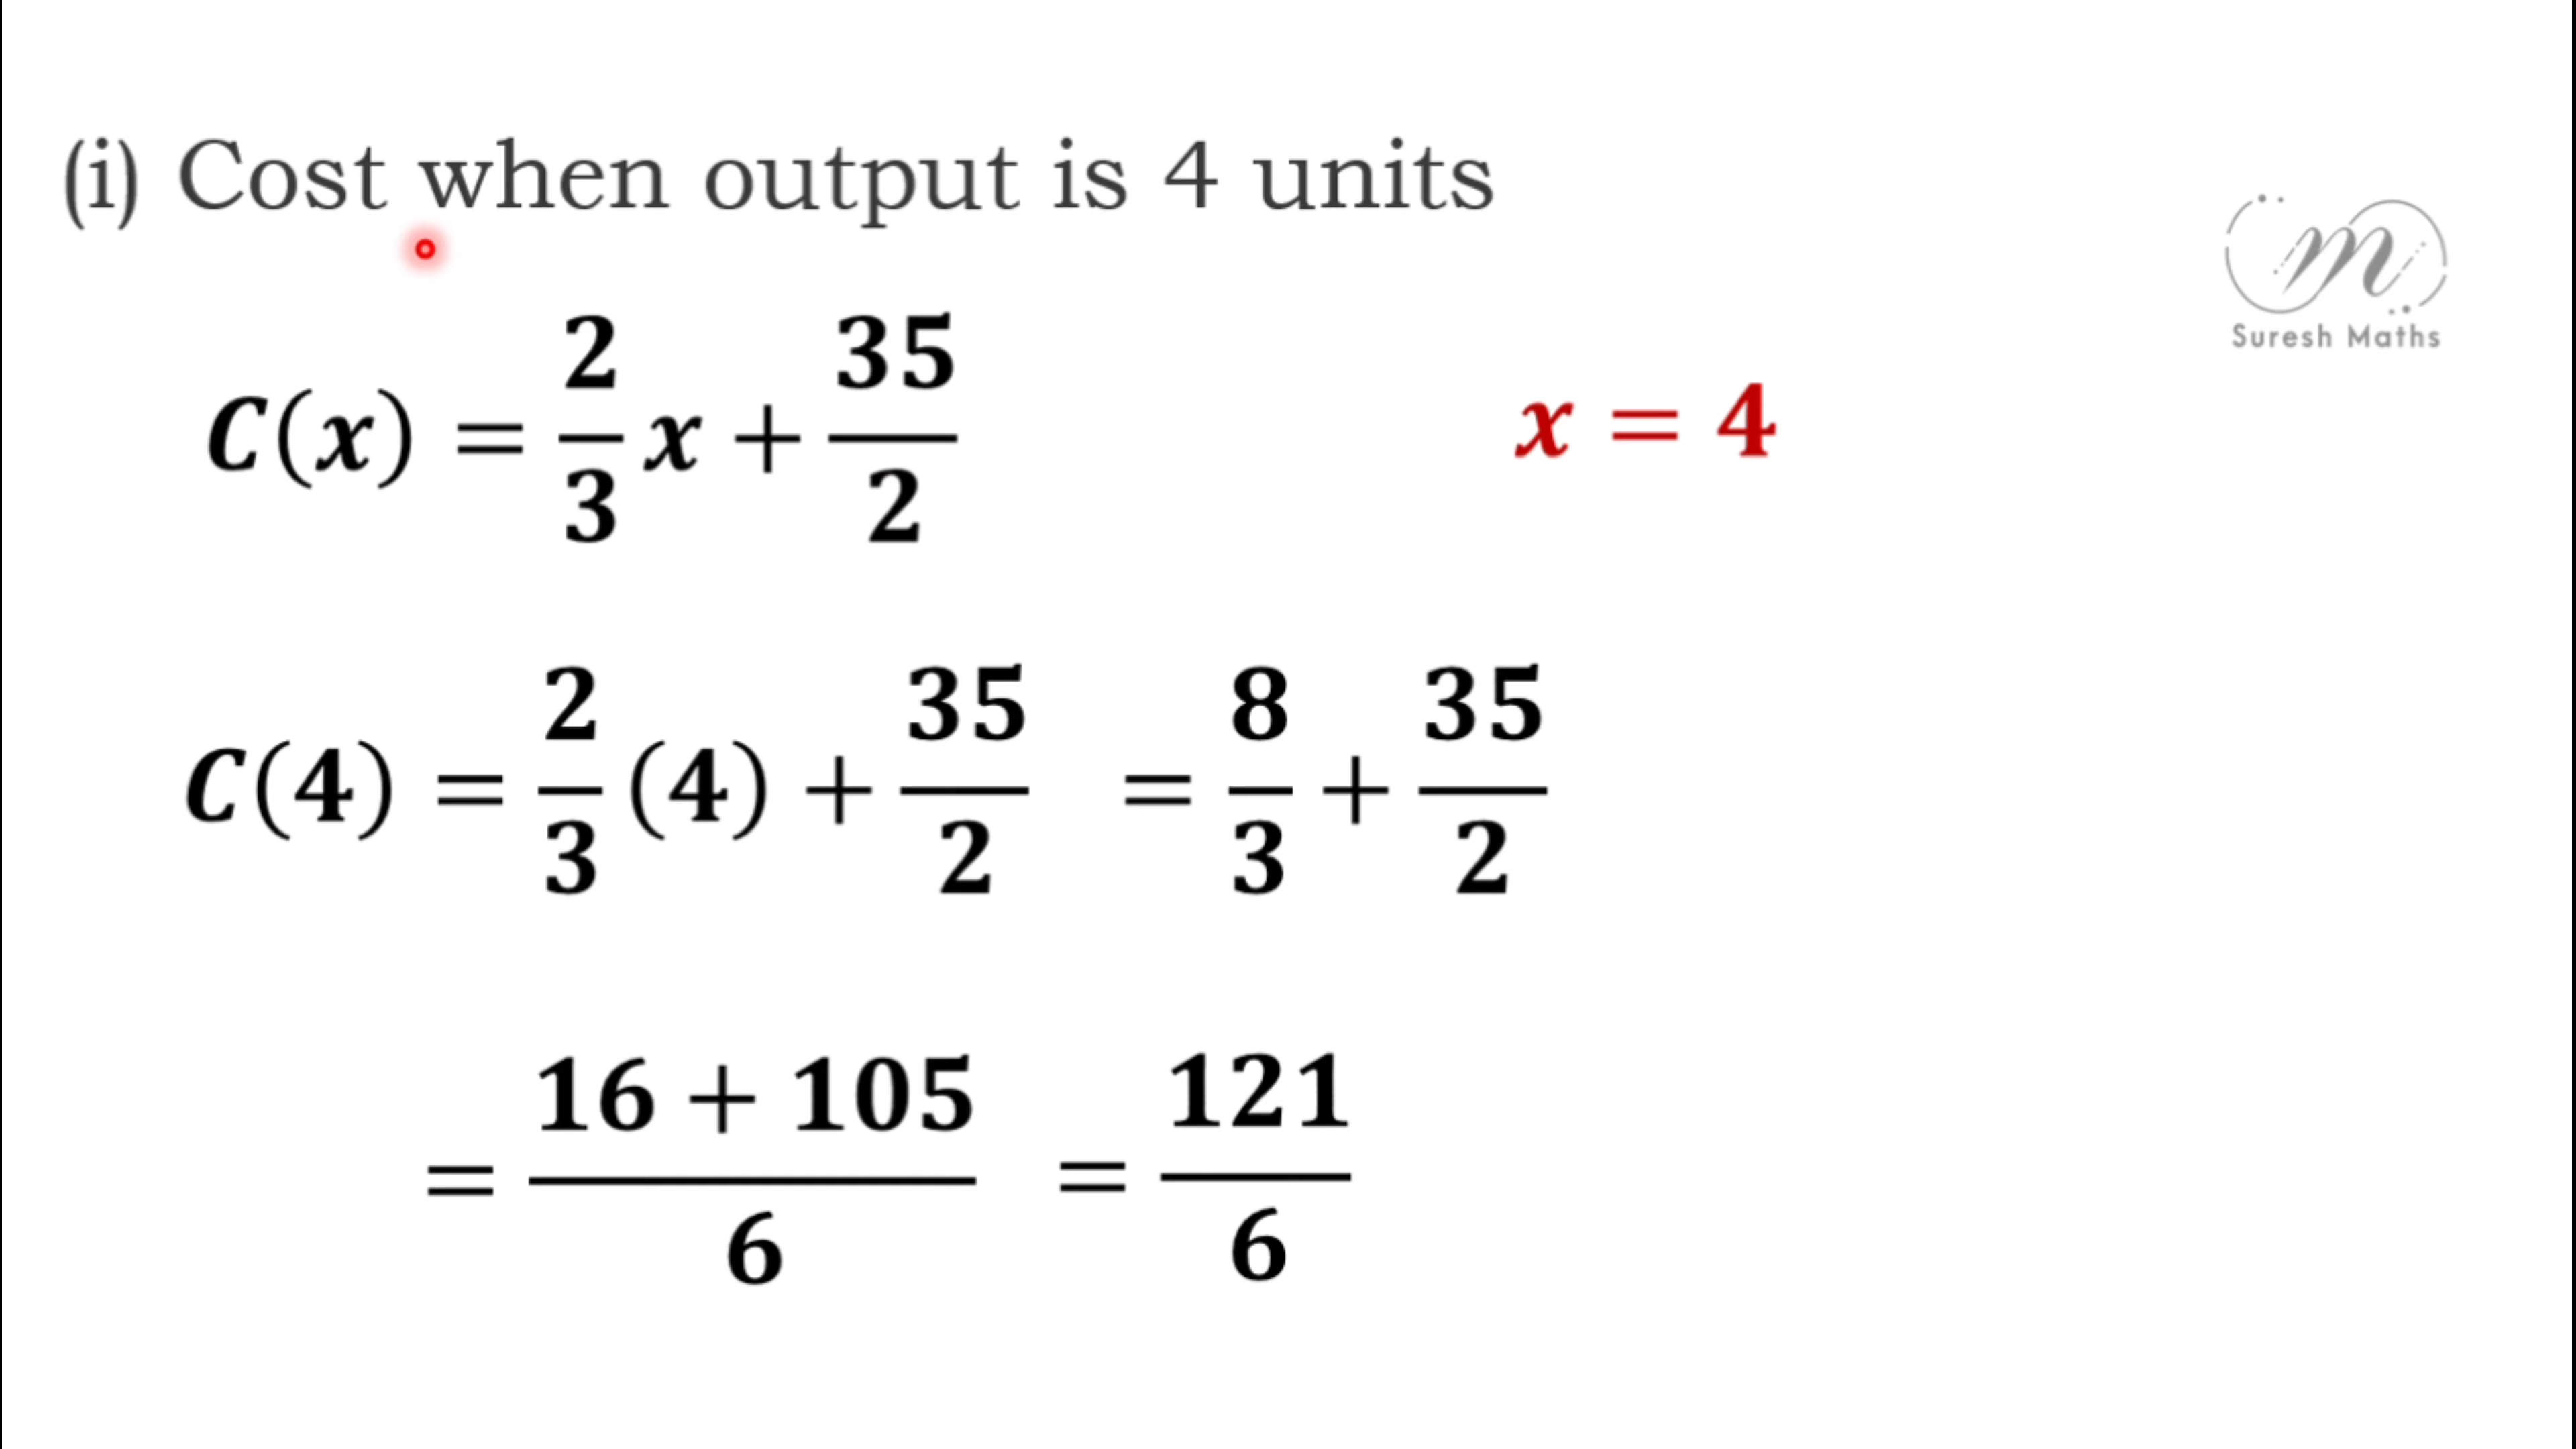 (i) Cost when output is 4 units
Suresh Maths
C(x) = 2/3 x + 35/2
x = 4
C(4) = 2/3 (4) + 35/2 = 8/3 + 35/2
= 16 + 105/6 = 121/6